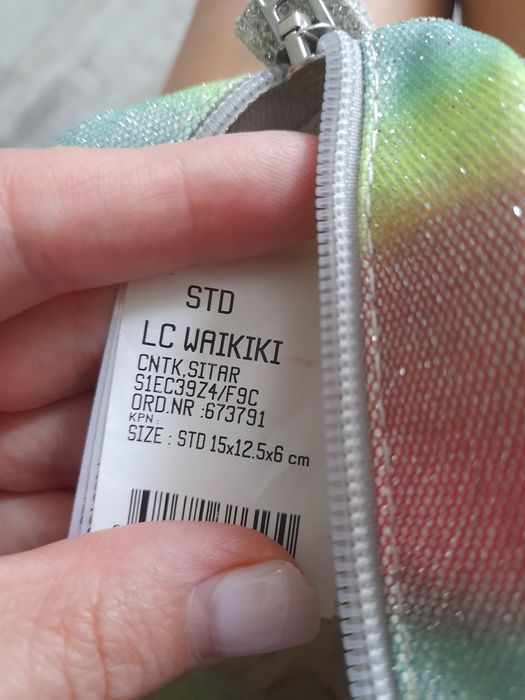 STD
LC WAIKIKI
CNTK,SITAR
S1EC39Z4/F9C
ORD.NR :673791
KPN :
SIZE : STD 15x12.5x6 cm